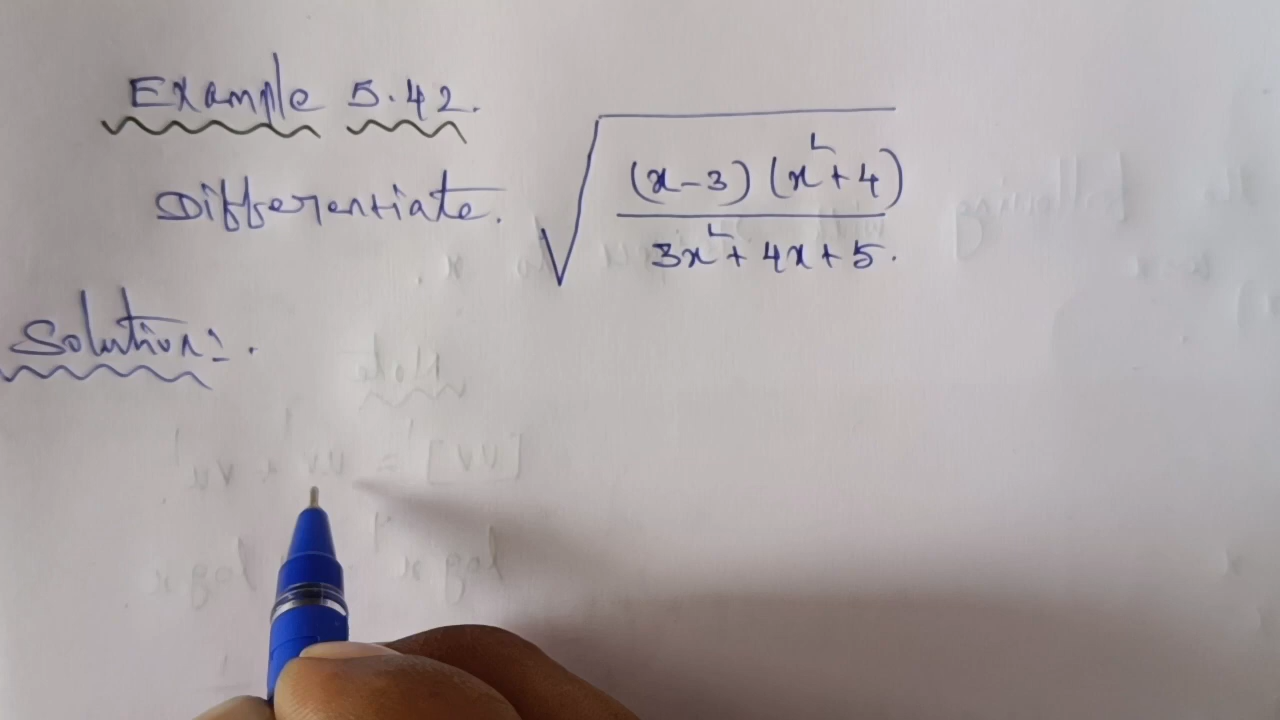 Example 5.42.
Differentiate. √((x-3)(x²+4) / 3x²+4x+5.)
Solution:.